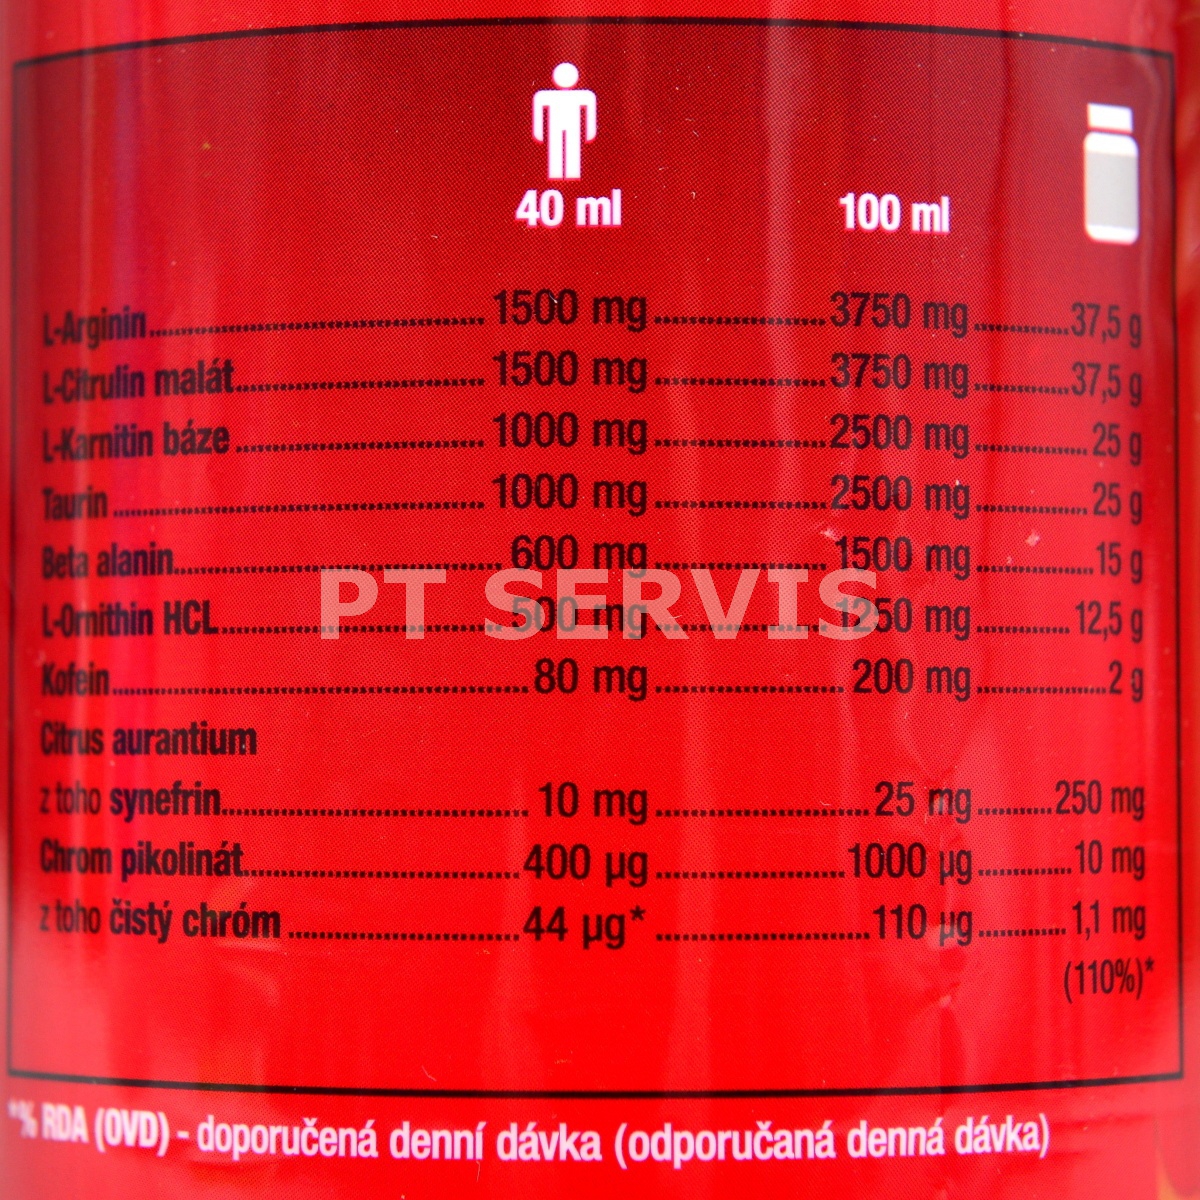 40 ml 100 ml
L-Arginin 1500 mg 3750 mg 37,5 g
L-Citrulin malát 1500 mg 3750 mg 37,5 g
L-Karnitin báze 1000 mg 2500 mg 25 g
Taurin 1000 mg 2500 mg 25 g
Beta alanin 600 mg 1500 mg 15 g
PT SERVIS
L-Ornithin HCL 500 mg 1250 mg 12,5 g
Kofein 80 mg 200 mg 2 g
Citrus aurantium
z toho synefrin 10 mg 25 mg 250 mg
Chrom pikolinát 400 µg 1000 µg 10 mg
z toho čistý chróm 44 µg* 110 µg 1,1 mg
(110%)*
*% RDA (OVD) - doporučená denní dávka (odporučaná denná dávka)